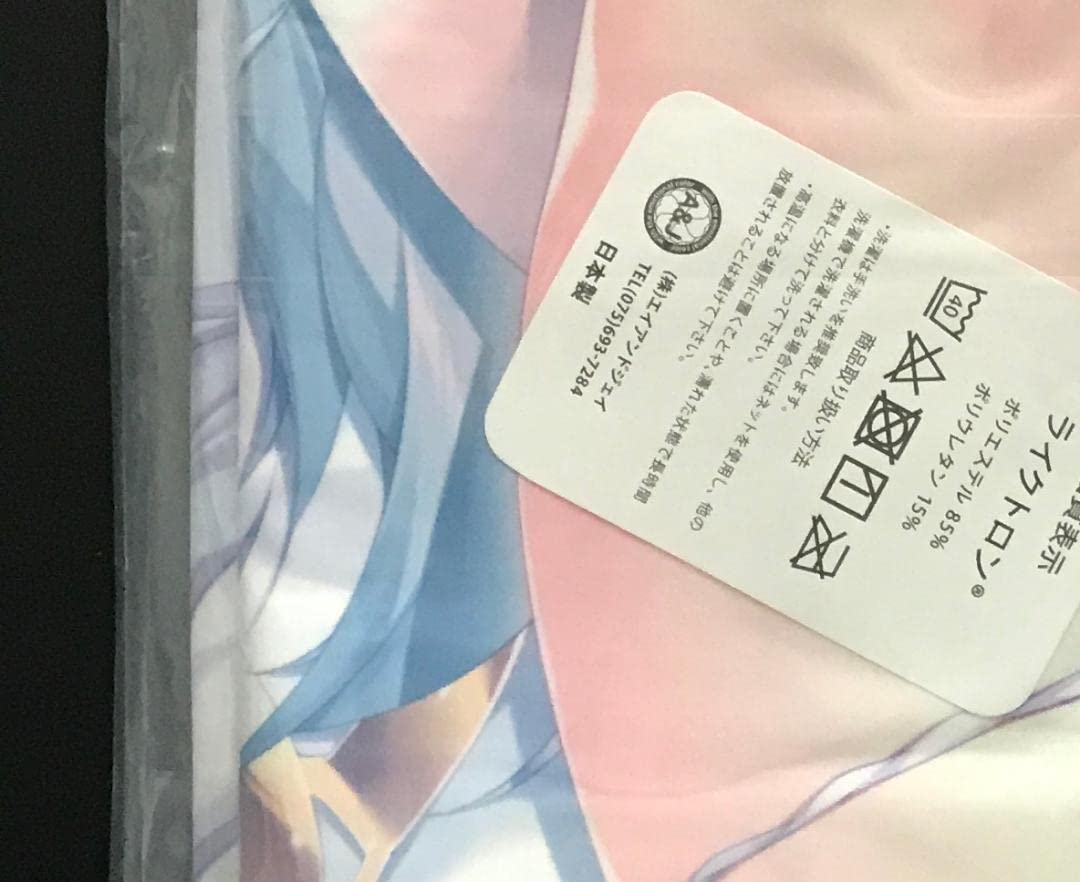 質表示
ライクトロン®
ポリエステル 85%
ポリウレタン 15%
40
商品取り扱い方法
・洗濯は手洗いを推奨致します。
洗濯機で洗濯される場合にはネットを使用し、他の
衣料と分けて洗って下さい。
・高温になる場所に置くことや、濡れた状態で長時間
放置されることは避けて下さい。
A&J
(株)エイアンドジェイ
TEL(075)693-7284
日本製